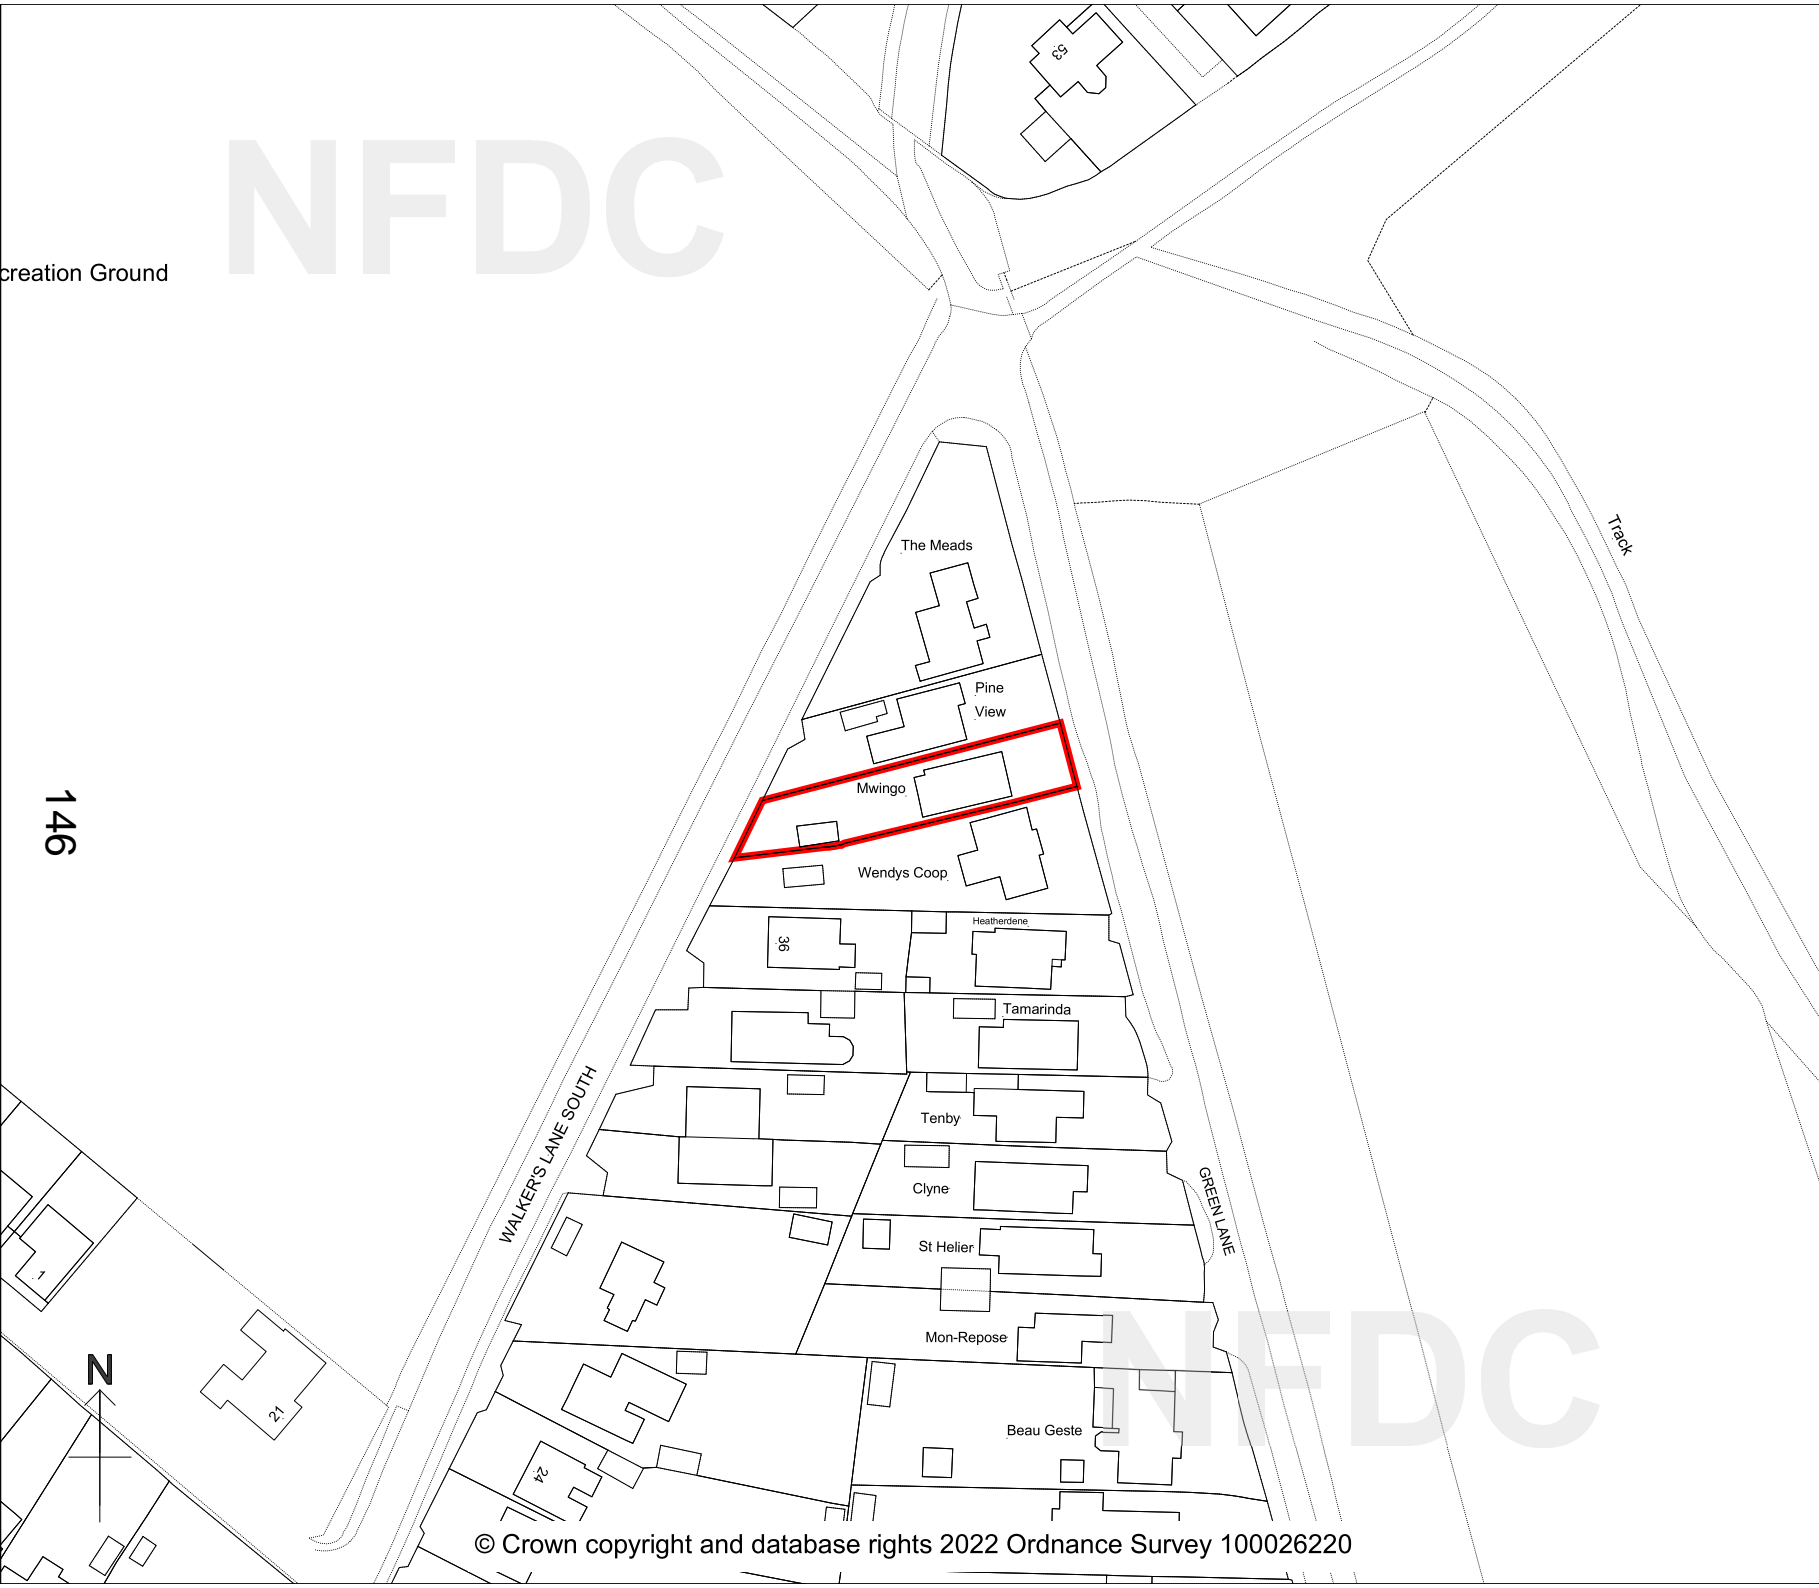 53
NFDC
creation Ground
Track
The Meads
Pine
View
Mwingo
146
Wendys Coop
Heatherdene
36
Tamarinda
WALKER'S LANE SOUTH
Tenby
Clyne
GREEN LANE
St Helier
1
NFDC
Mon-Repose
N
21
Beau Geste
24
© Crown copyright and database rights 2022 Ordnance Survey 100026220